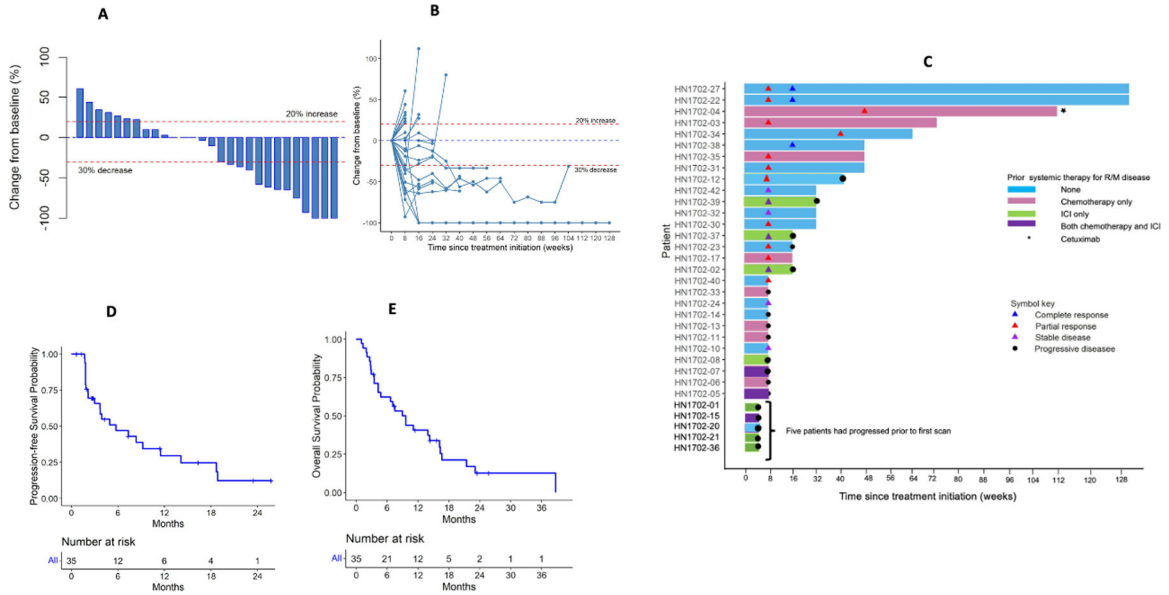 A
Change from baseline (%)
100
50
0
-50
-100
20% increase
30% decrease
B
Change from baseline (%)
100
50
0
-50
-100
20% increase
30% decrease
0 8 16 24 32 40 48 56 64 72 80 88 96 104 112 120 128
Time since treatment initiation (weeks)
C
Patient
HN1702-27
HN1702-22
HN1702-04
HN1702-03
HN1702-34
HN1702-38
HN1702-35
HN1702-31
HN1702-12
HN1702-42
HN1702-39
HN1702-32
HN1702-30
HN1702-37
HN1702-23
HN1702-17
HN1702-02
HN1702-40
HN1702-33
HN1702-24
HN1702-14
HN1702-13
HN1702-11
HN1702-10
HN1702-08
HN1702-07
HN1702-06
HN1702-05
HN1702-01
HN1702-15
HN1702-20
HN1702-21
HN1702-36
Five patients had progressed prior to first scan
0 8 16 24 32 40 48 56 64 72 80 88 96 104 112 120 128
Time since treatment initiation (weeks)
Prior systemic therapy for R/M disease
None
Chemotherapy only
ICI only
Both chemotherapy and ICI
* Cetuximab
Symbol key
Complete response
Partial response
Stable disease
Progressive diseasee
D
Progression-free Survival Probability
1.00
0.75
0.50
0.25
0.00
0 6 12 18 24
Months
Number at risk
All 35 12 6 4 1
0 6 12 18 24
Months
E
Overall Survival Probability
1.00
0.75
0.50
0.25
0.00
0 6 12 18 24 30 36
Months
Number at risk
All 35 21 12 5 2 1 1
0 6 12 18 24 30 36
Months